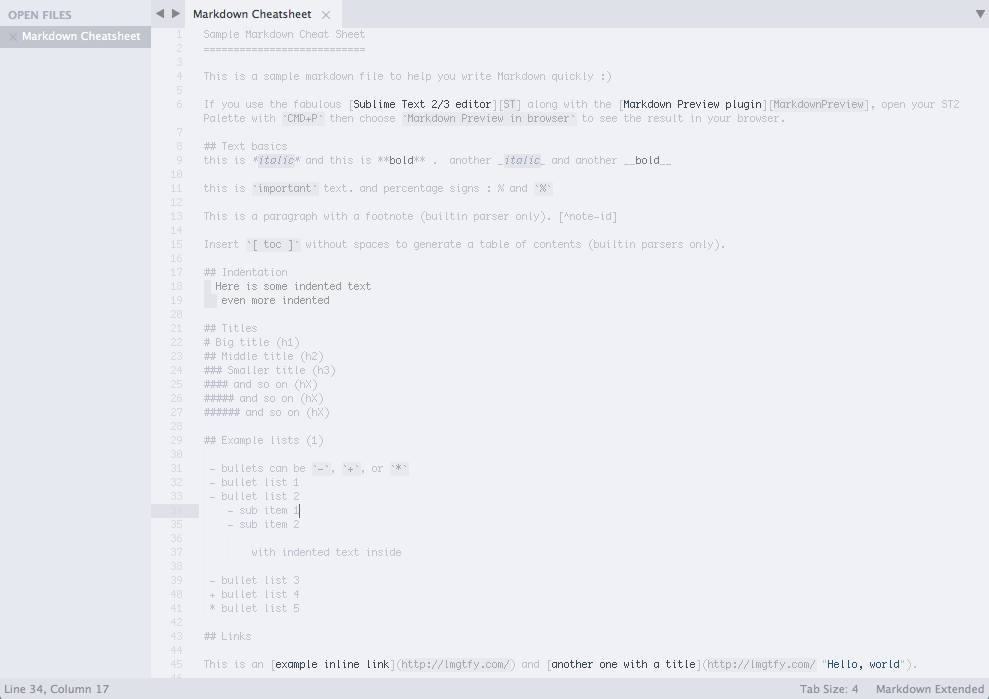 OPEN FILES
Markdown Cheatsheet
Markdown Cheatsheet
1 Sample Markdown Cheat Sheet
2 ===========================
3
4 This is a sample markdown file to help you write Markdown quickly :)
5
6 If you use the fabulous [Sublime Text 2/3 editor][ST] along with the [Markdown Preview plugin][MarkdownPreview], open your ST2
Palette with `CMD+P` then choose `Markdown Preview in browser` to see the result in your browser.
7
8 ## Text basics
9 this is *italic* and this is **bold** .  another _italic_ and another __bold__
10
11 this is `important` text. and percentage signs : % and `%`
12
13 This is a paragraph with a footnote (builtin parser only). [^note-id]
14
15 Insert `[ toc ]` without spaces to generate a table of contents (builtin parsers only).
16
17 ## Indentation
18 Here is some indented text
19 even more indented
20
21 ## Titles
22 # Big title (h1)
23 ## Middle title (h2)
24 ### Smaller title (h3)
25 #### and so on (hX)
26 ##### and so on (hX)
27 ###### and so on (hX)
28
29 ## Example lists (1)
30
31 - bullets can be `-`, `+`, or `*`
32 - bullet list 1
33 - bullet list 2
34 - sub item 1
35 - sub item 2
36
37 with indented text inside
38
39 - bullet list 3
40 + bullet list 4
41 * bullet list 5
42
43 ## Links
44
45 This is an [example inline link](http://lmgtfy.com/) and [another one with a title](http://lmgtfy.com/ "Hello, world").
46
Line 34, Column 17
Tab Size: 4
Markdown Extended